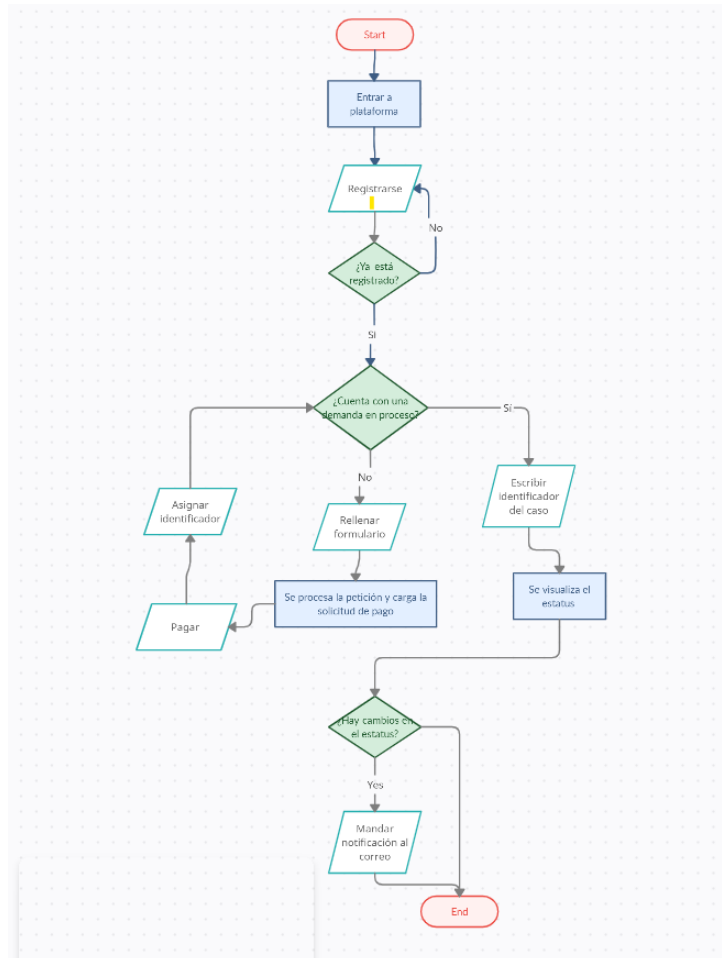 Start
Entrar a
plataforma
Registrarse
No
¿Ya está
registrado?
Si
¿Cuenta con una
demanda en proceso?
Sí
No
Asignar
identificador
Rellenar
formulario
Escribir
identificador
del caso
Se procesa la petición y carga la
solicitud de pago
Se visualiza el
estatus
Pagar
¿Hay cambios en
el estatus?
Yes
Mandar
notificación al
correo
End